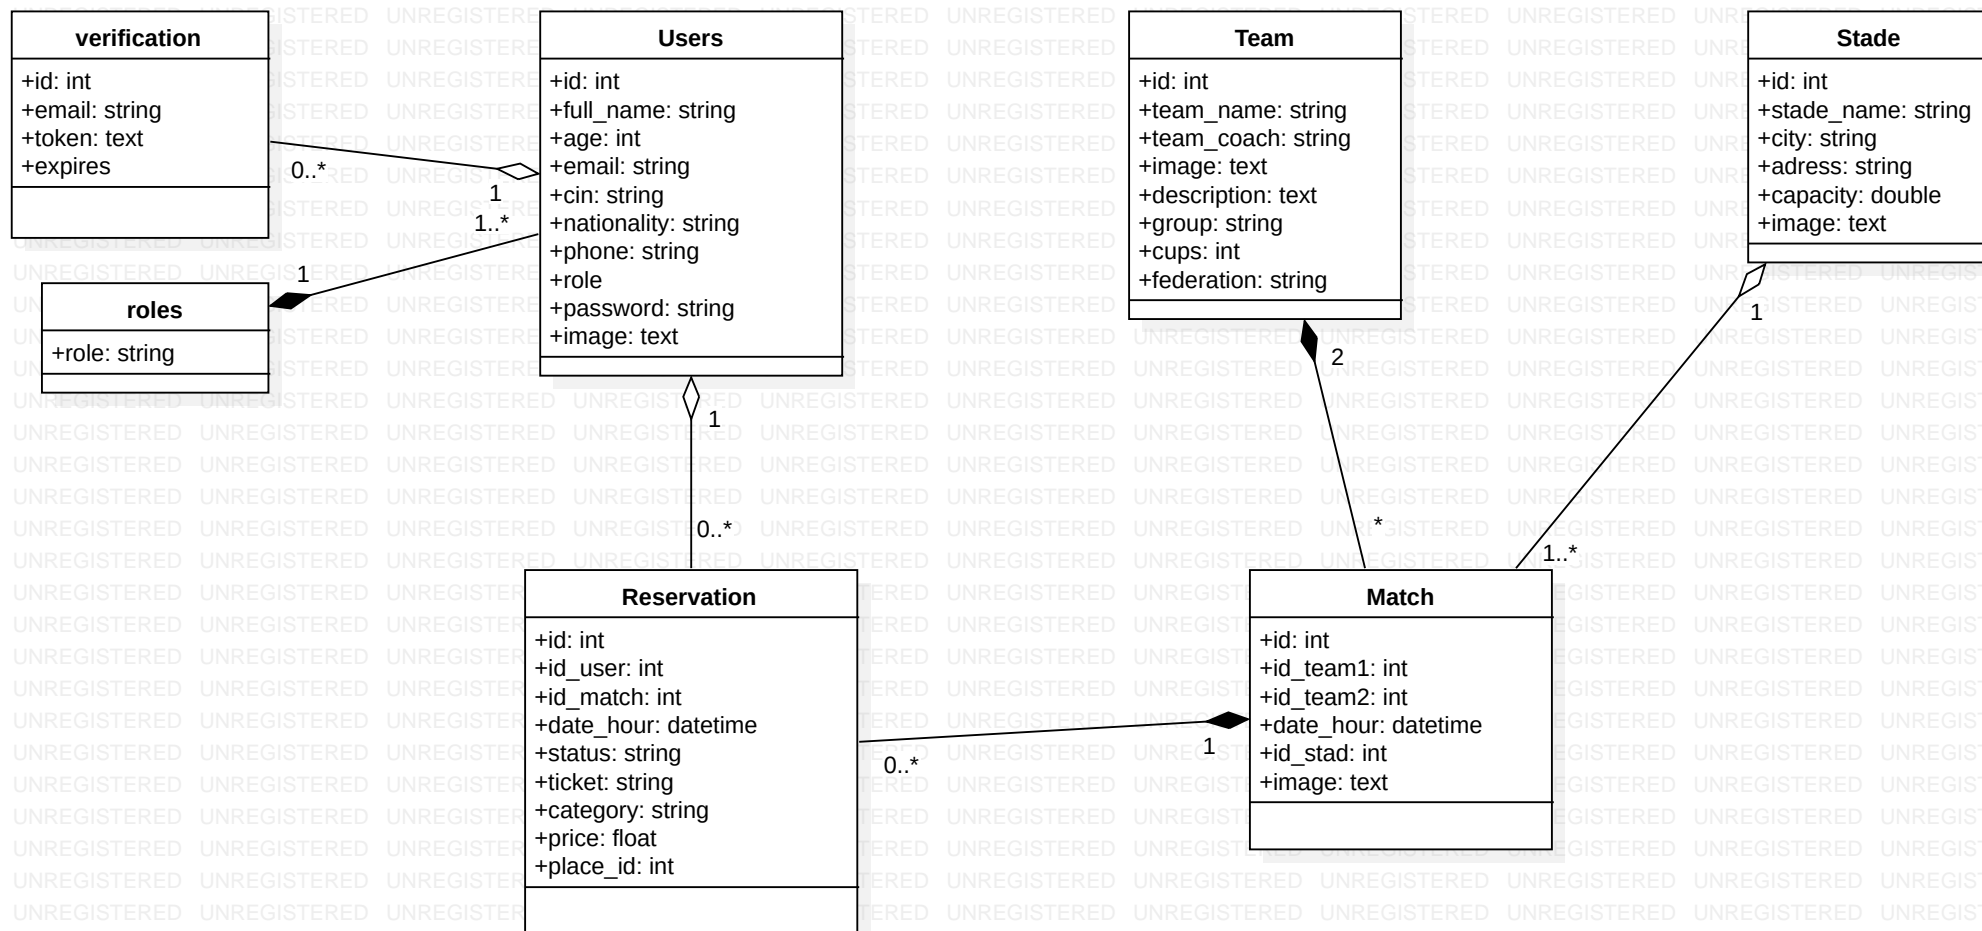 verification
+id: int
+email: string
+token: text
+expires
Users
+id: int
+full_name: string
+age: int
+email: string
+cin: string
+nationality: string
+phone: string
+role
+password: string
+image: text
Team
+id: int
+team_name: string
+team_coach: string
+image: text
+description: text
+group: string
+cups: int
+federation: string
Stade
+id: int
+stade_name: string
+city: string
+adress: string
+capacity: double
+image: text
0..*
1
1..*
1
roles
+role: string
1
0..*
2
*
1
1..*
Reservation
+id: int
+id_user: int
+id_match: int
+date_hour: datetime
+status: string
+ticket: string
+category: string
+price: float
+place_id: int
0..*
1
Match
+id: int
+id_team1: int
+id_team2: int
+date_hour: datetime
+id_stad: int
+image: text
UNREGISTERED